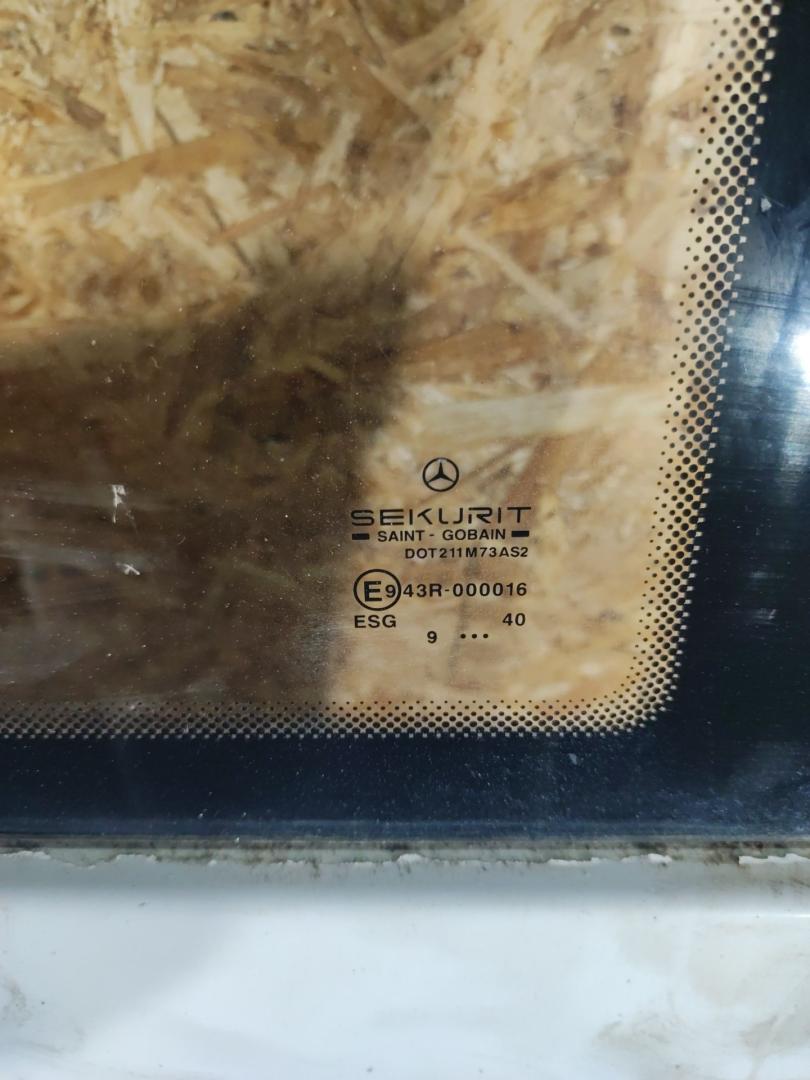 SEKURIT
SAINT - GOBAIN
DOT211M73AS2
E9 43R-000016
ESG 40
9 •••